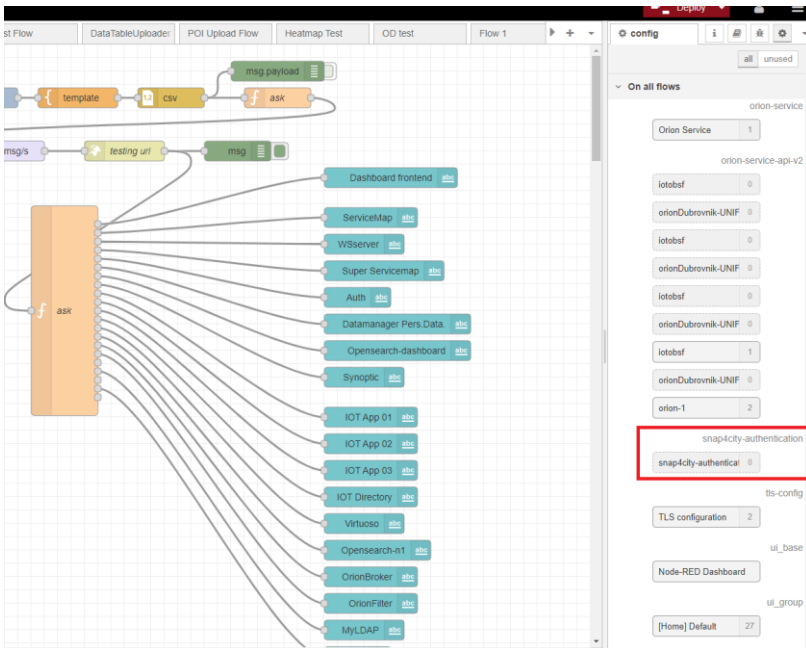 Deploy
st Flow
DataTableUploader
POI Upload Flow
Heatmap Test
OD test
Flow 1
config
i
all
unused
On all flows
msg.payload
template
1,2
csv
f
ask
msg/s
testing url
msg
f
ask
Dashboard frontend abc
ServiceMap abc
WSserver abc
Super Servicemap abc
Auth abc
Datamanager Pers.Data. abc
Opensearch-dashboard abc
Synoptic abc
IOT App 01 abc
IOT App 02 abc
IOT App 03 abc
IOT Directory abc
Virtuoso abc
Opensearch-n1 abc
OrionBroker abc
OrionFilter abc
MyLDAP abc
orion-service
Orion Service 1
orion-service-api-v2
iotobsf 0
orionDubrovnik-UNIF 0
iotobsf 0
orionDubrovnik-UNIF 0
iotobsf 0
orionDubrovnik-UNIF 0
iotobsf 1
orionDubrovnik-UNIF 0
orion-1 2
snap4city-authentication
snap4city-authenticat 0
tls-config
TLS configuration 2
ui_base
Node-RED Dashboard
ui_group
[Home] Default 27